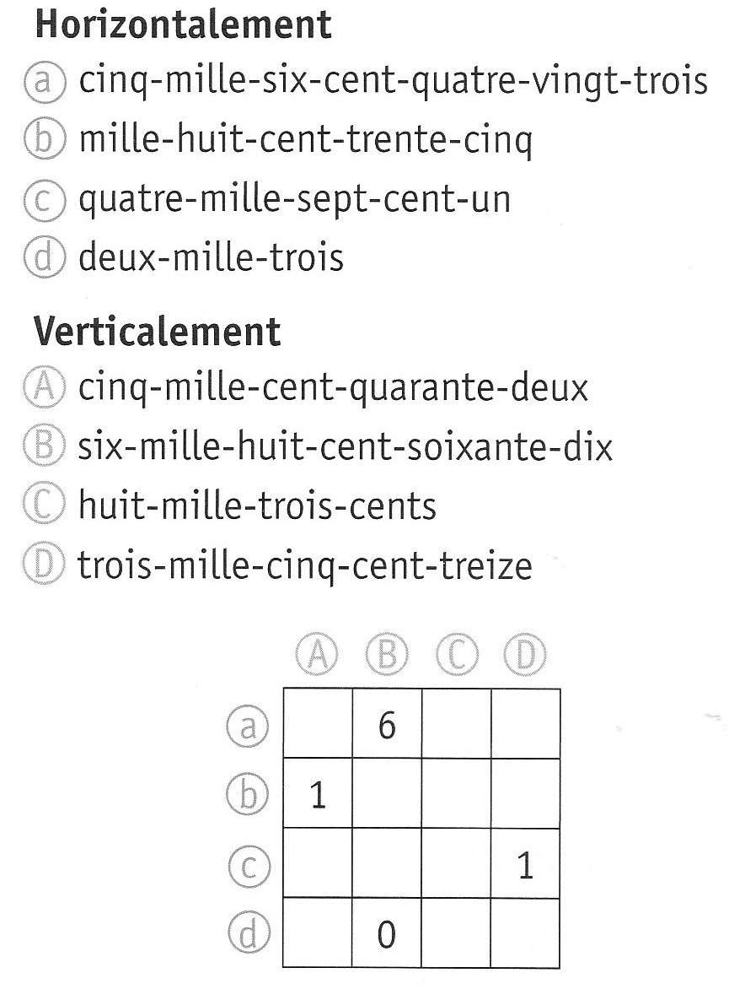 Horizontalement
a cinq-mille-six-cent-quatre-vingt-trois
b mille-huit-cent-trente-cinq
c quatre-mille-sept-cent-un
d deux-mille-trois
Verticalement
A cinq-mille-cent-quarante-deux
B six-mille-huit-cent-soixante-dix
C huit-mille-trois-cents
D trois-mille-cinq-cent-treize
A B C D
a 6
b 1
c 1
d 0